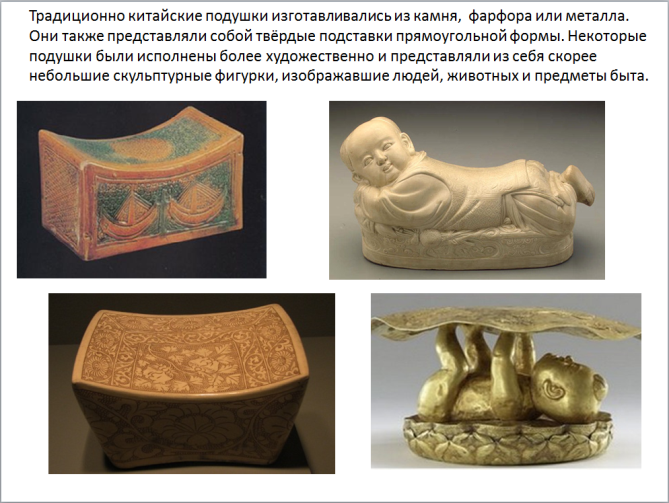 Традиционно китайские подушки изготавливались из камня, фарфора или металла.
Они также представляли собой твёрдые подставки прямоугольной формы. Некоторые
подушки были исполнены более художественно и представляли из себя скорее
небольшие скульптурные фигурки, изображавшие людей, животных и предметы быта.